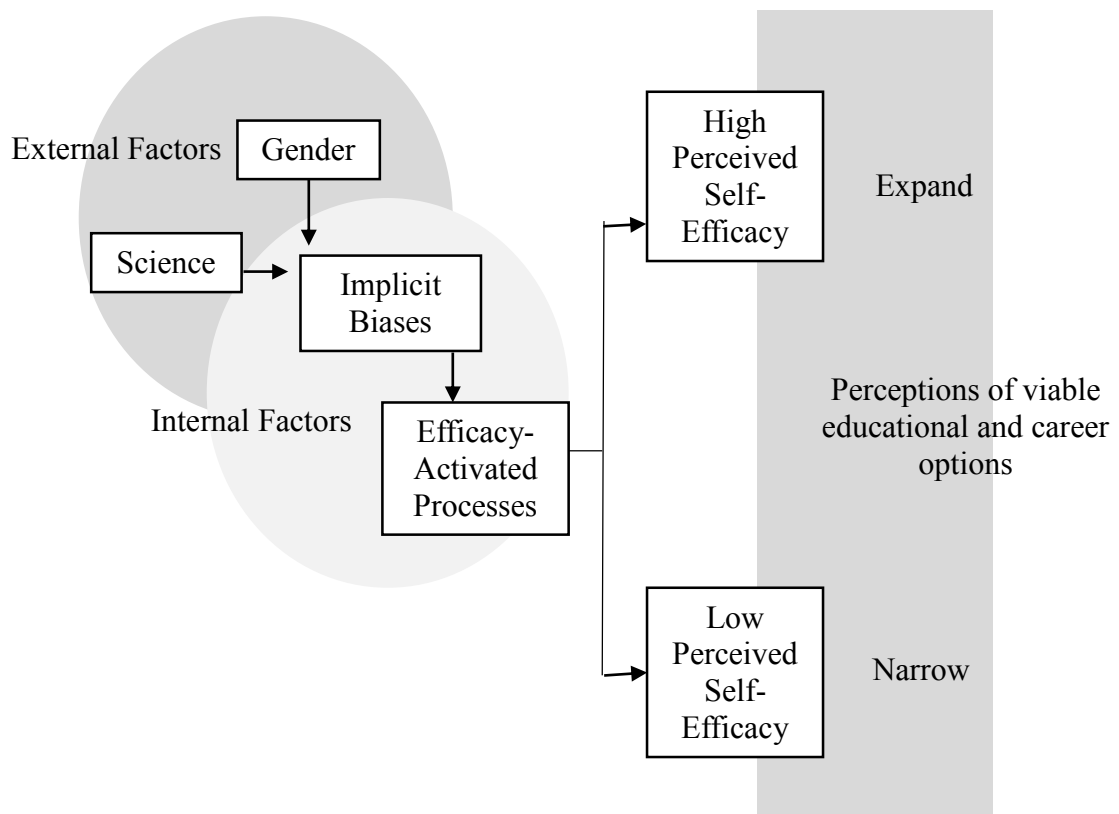 External Factors
Gender
Science
Implicit
Biases
Internal Factors
Efficacy-
Activated
Processes
High
Perceived
Self-
Efficacy
Expand
Perceptions of viable
educational and career
options
Low
Perceived
Self-
Efficacy
Narrow